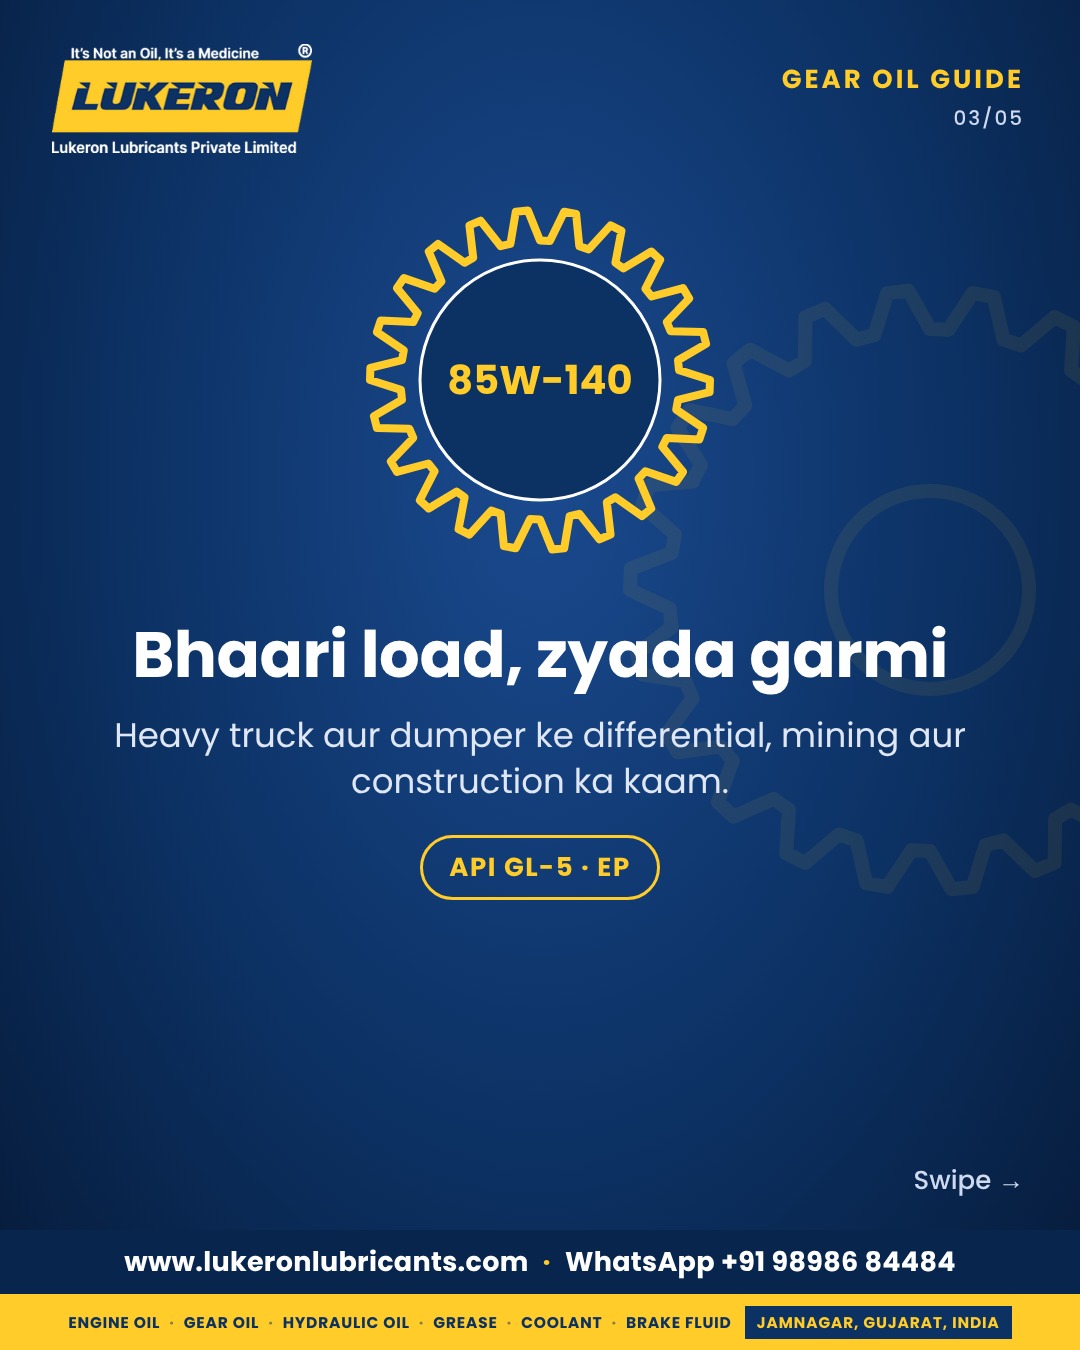 It's Not an Oil, It's a Medicine ®
LUKERON
Lukeron Lubricants Private Limited
GEAR OIL GUIDE
03/05
85W-140
Bhaari load, zyada garmi
Heavy truck aur dumper ke differential, mining aur
construction ka kaam.
API GL-5 · EP
Swipe →
www.lukeronlubricants.com · WhatsApp +91 98986 84484
ENGINE OIL · GEAR OIL · HYDRAULIC OIL · GREASE · COOLANT · BRAKE FLUID JAMNAGAR, GUJARAT, INDIA